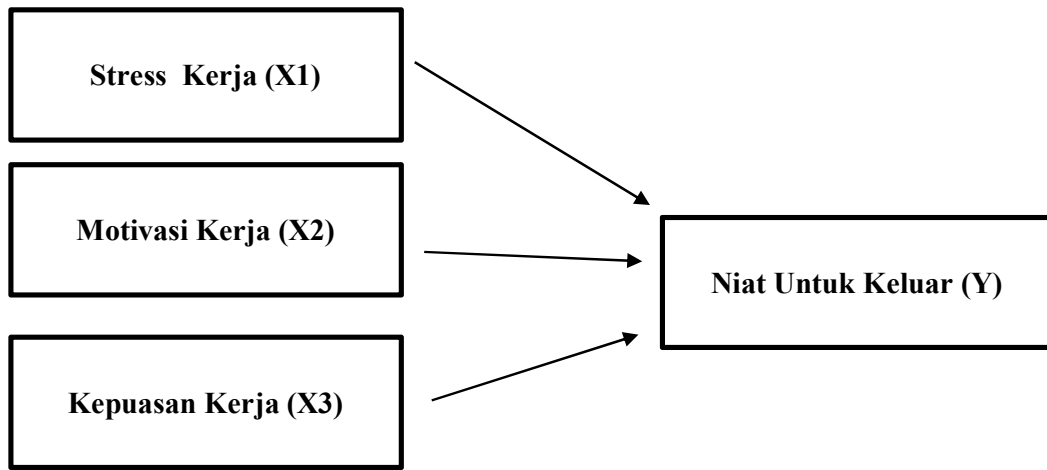 Stress  Kerja (X1)
Motivasi Kerja (X2)
Niat Untuk Keluar (Y)
Kepuasan Kerja (X3)